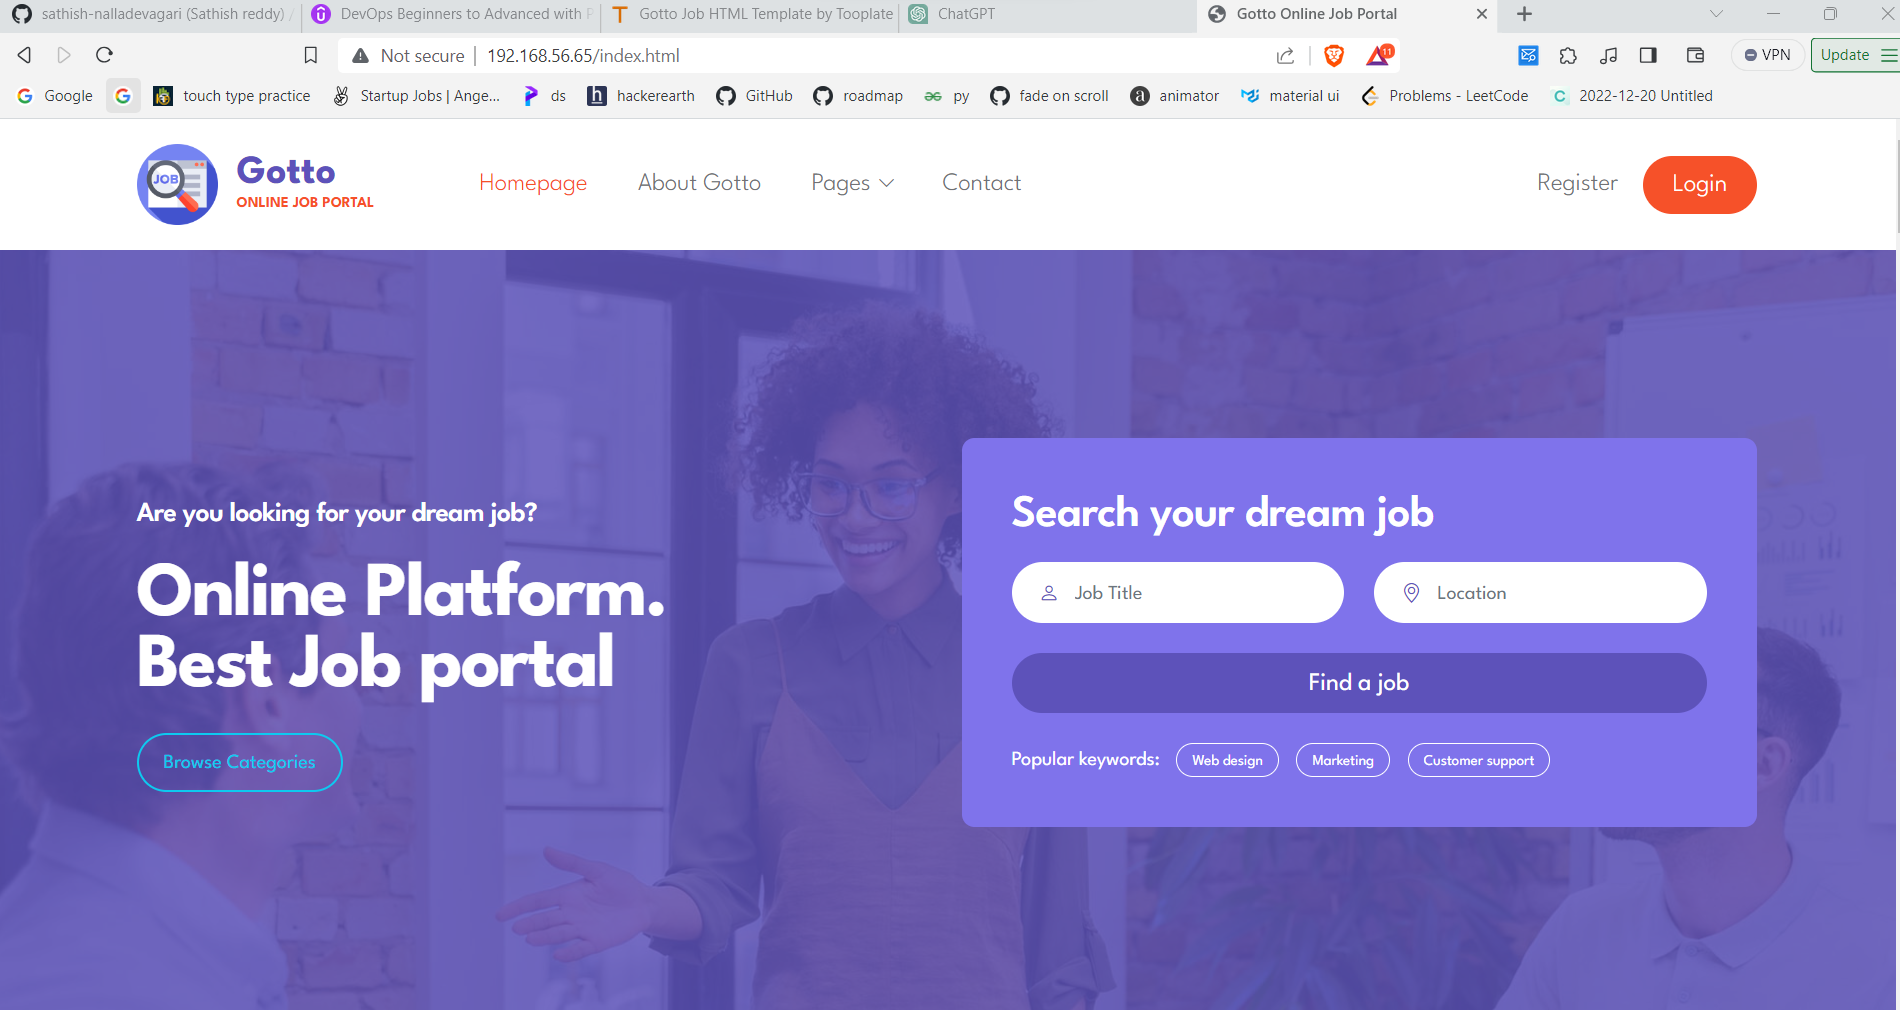 sathish-nalladevagari (Sathish reddy) /
DevOps Beginners to Advanced with P
Gotto Job HTML Template by Tooplate
ChatGPT
Gotto Online Job Portal
Not secure
192.168.56.65/index.html
11
VPN
Update
Google
touch type practice
Startup Jobs | Ange...
ds
hackerearth
GitHub
roadmap
py
fade on scroll
animator
material ui
Problems - LeetCode
2022-12-20 Untitled
JOB
Gotto
ONLINE JOB PORTAL
Homepage
About Gotto
Pages
Contact
Register
Login
Are you looking for your dream job?
Online Platform.
Best Job portal
Browse Categories
Search your dream job
Job Title
Location
Find a job
Popular keywords:
Web design
Marketing
Customer support